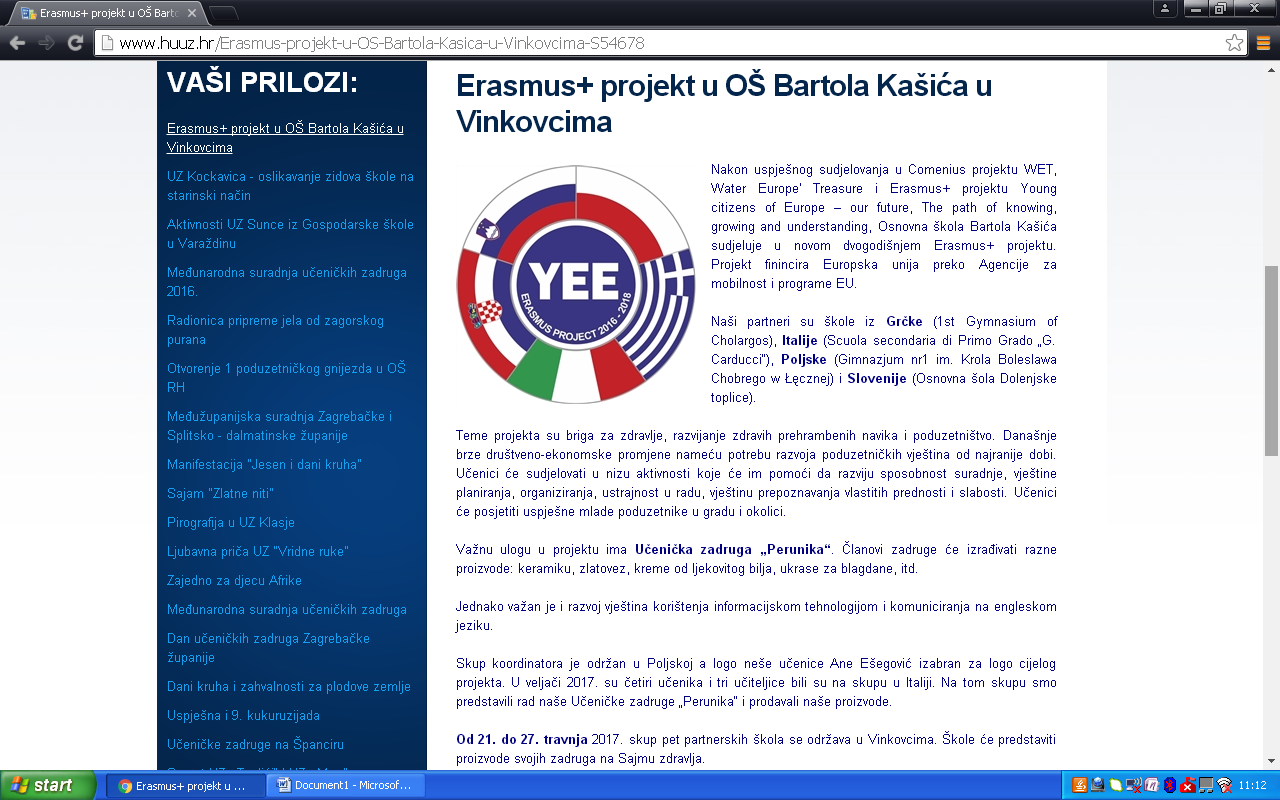 Erasmus+ projekt u OŠ Barto
www.huuz.hr/Erasmus-projekt-u-OS-Bartola-Kasica-u-Vinkovcima-S54678
VAŠI PRILOZI:
Erasmus+ projekt u OŠ Bartola Kašića u
Vinkovcima
UZ Kockavica - oslikavanje zidova škole na
starinski način
Aktivnosti UZ Sunce iz Gospodarske škole
u Varaždinu
Međunarodna suradnja učeničkih zadruga
2016.
Radionica pripreme jela od zagorskog
purana
Otvorenje 1 poduzetničkog gnijezda u OŠ
RH
Međužupanijska suradnja Zagrebačke i
Splitsko - dalmatinske županije
Manifestacija "Jesen i dani kruha"
Sajam "Zlatne niti"
Pirografija u UZ Klasje
Ljubavna priča UZ "Vridne ruke"
Zajedno za djecu Afrike
Međunarodna suradnja učeničkih zadruga
Dan učeničkih zadruga Zagrebačke
županije
Dani kruha i zahvalnosti za plodove zemlje
Uspješna i 9. kukuruzijada
Učeničke zadruge na Španciru
Erasmus+ projekt u OŠ Bartola Kašića u
Vinkovcima
YEE
ERASMUS PROJECT 2016 - 2018
Nakon uspješnog sudjelovanja u Comenius projektu WET,
Water Europe' Treasure i Erasmus+ projektu Young
citizens of Europe – our future, The path of knowing,
growing and understanding, Osnovna škola Bartola Kašića
sudjeluje u novom dvogodišnjem Erasmus+ projektu.
Projekt finincira Europska unija preko Agencije za
mobilnost i programe EU.
Naši partneri su škole iz Grčke (1st Gymnasium of
Cholargos), Italije (Scuola secondaria di Primo Grado „G.
Carducci"), Poljske (Gimnazjum nr1 im. Krola Boleslawa
Chobrego w Łęcznej) i Slovenije (Osnovna šola Dolenjske
toplice).
Teme projekta su briga za zdravlje, razvijanje zdravih prehrambenih navika i poduzetništvo. Današnje
brze društveno-ekonomske promjene nameću potrebu razvoja poduzetničkih vještina od najranije dobi.
Učenici će sudjelovati u nizu aktivnosti koje će im pomoći da razviju sposobnost suradnje, vještine
planiranja, organiziranja, ustrajnost u radu, vještinu prepoznavanja vlastitih prednosti i slabosti. Učenici
će posjetiti uspješne mlade poduzetnike u gradu i okolici.
Važnu ulogu u projektu ima Učenička zadruga „Perunika“. Članovi zadruge će izrađivati razne
proizvode: keramiku, zlatovez, kreme od ljekovitog bilja, ukrase za blagdane, itd.
Jednako važan je i razvoj vještina korištenja informacijskom tehnologijom i komuniciranja na engleskom
jeziku.
Skup koordinatora je održan u Poljskoj a logo neše učenice Ane Ešegović izabran za logo cijelog
projekta. U veljači 2017. su četiri učenika i tri učiteljice bili su na skupu u Italiji. Na tom skupu smo
predstavili rad naše Učeničke zadruge „Perunika“ i prodavali naše proizvode.
Od 21. do 27. travnja 2017. skup pet partnerskih škola se održava u Vinkovcima. Škole će predstaviti
proizvode svojih zadruga na Sajmu zdravlja.
start
Erasmus+ projekt u ...
Document1 - Microsof...
11:12